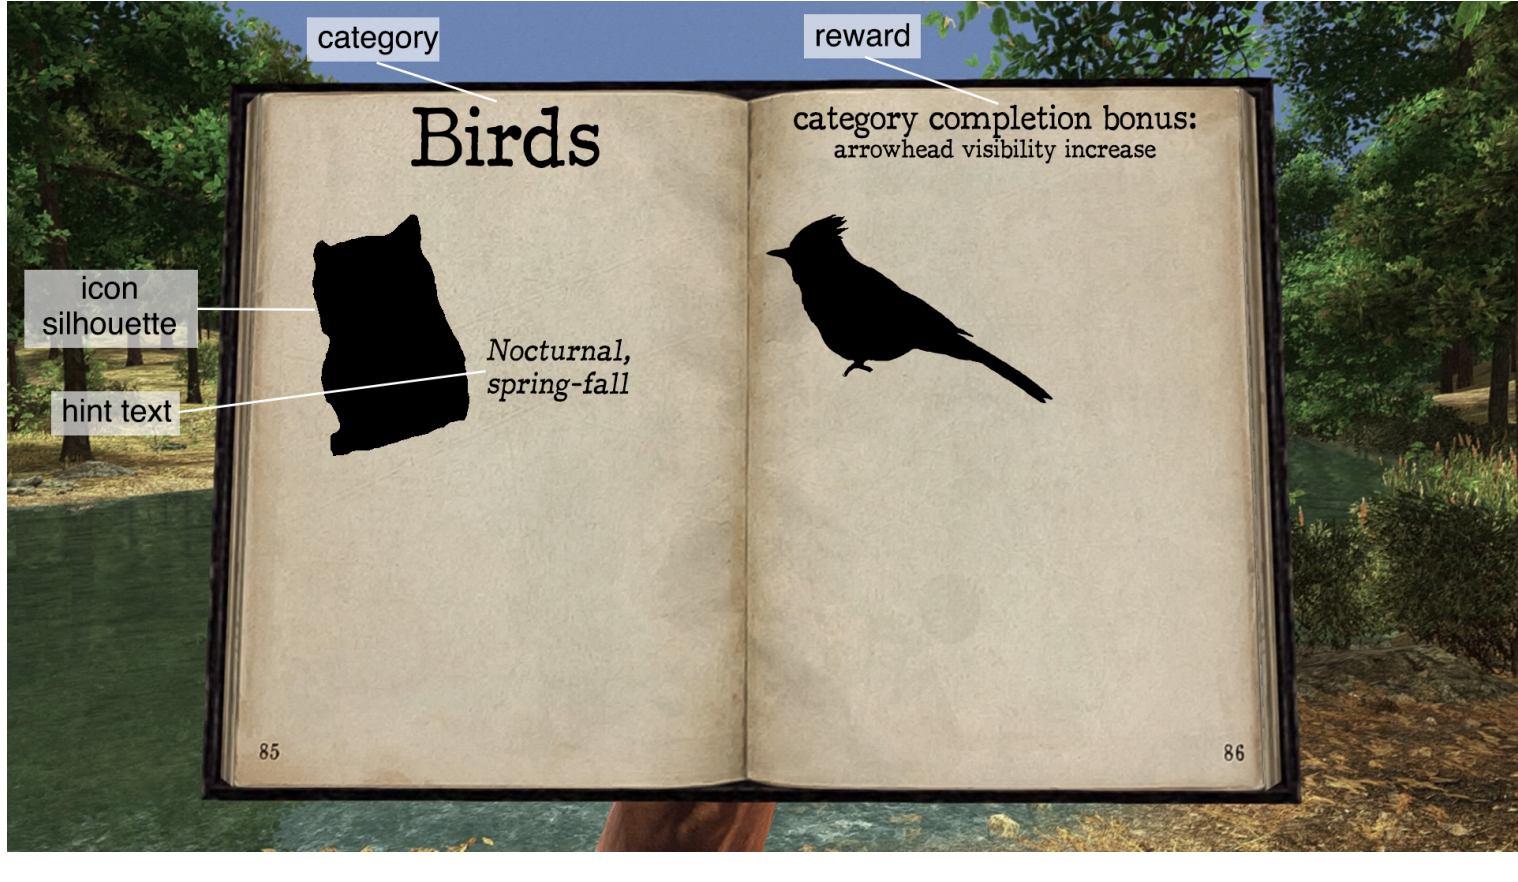 category
reward
Birds
category completion bonus:
arrowhead visibility increase
icon
silhouette
Nocturnal,
spring-fall
hint text
85
86